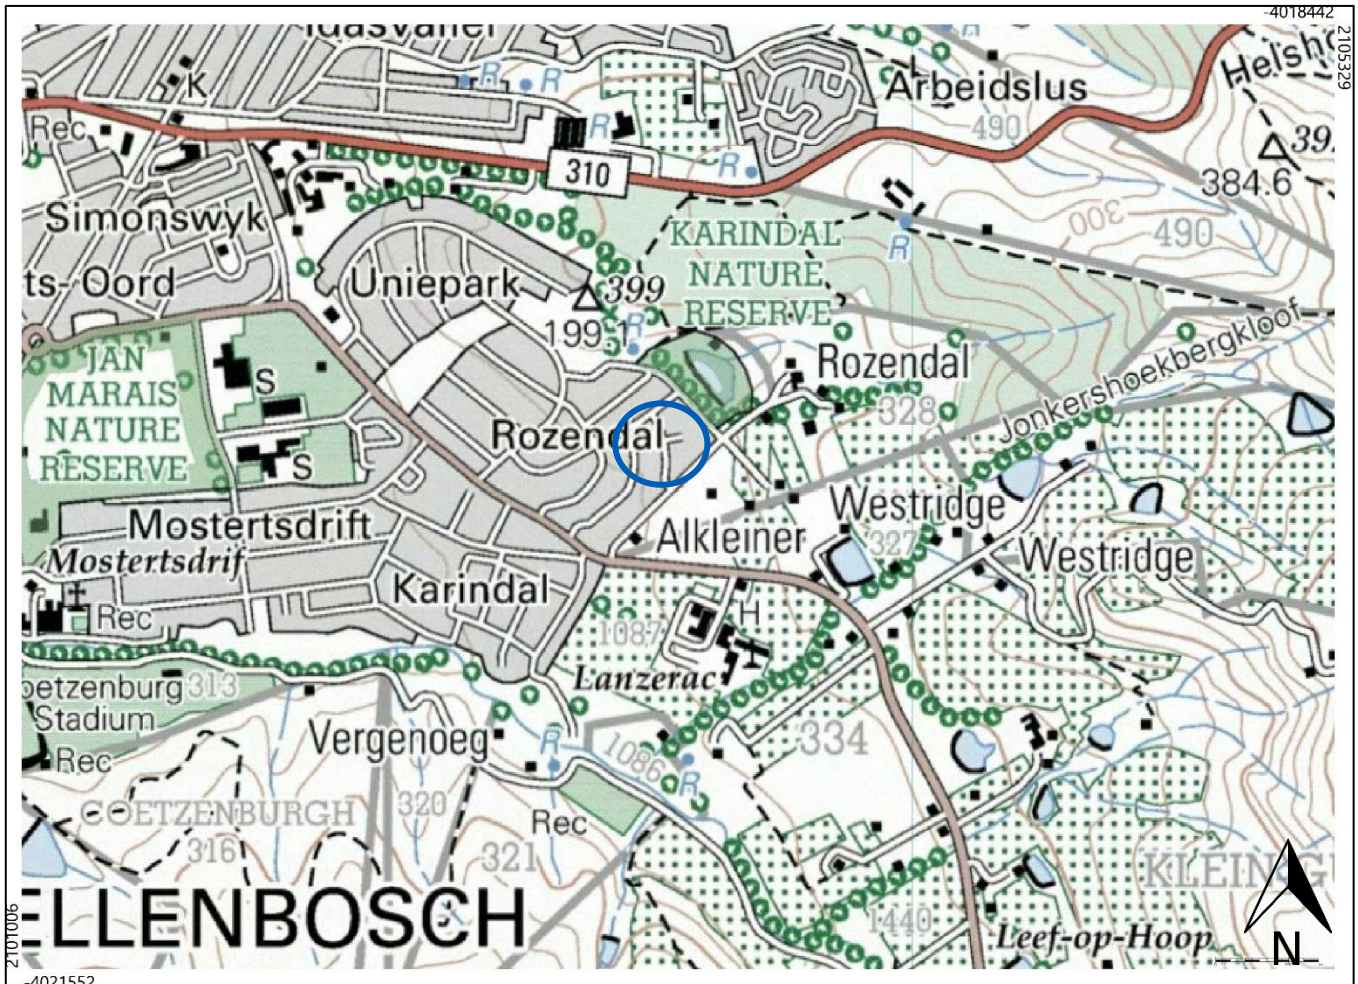 -4018442
2105329
Idasvallei
R
R
R
Arbeidslus
Helsh
K
Rec
R
310
R
490
39
384.6
300
490
Simonswyk
KARINDAL
NATURE
RESERVE
R
ts- Oord
Uniepark
399
199.1
R
JAN
MARAIS
NATURE
RESERVE
S
S
Rozendal
328
Jonkershoekbergkloof
Rozendal
Mostertsdrift
Alkleiner
Westridge
327
Westridge
Mostertsdrif
Karindal
Rec
H
1087
Lanzerac
oetzenburg
313
Stadium
Rec
Vergenoeg
R
1086
R
334
COETZENBURGH
316
320
321
Rec
KLEIN G
ELLENBOSCH
1440
Leef-op-Hoop
N
2101006
-4021552